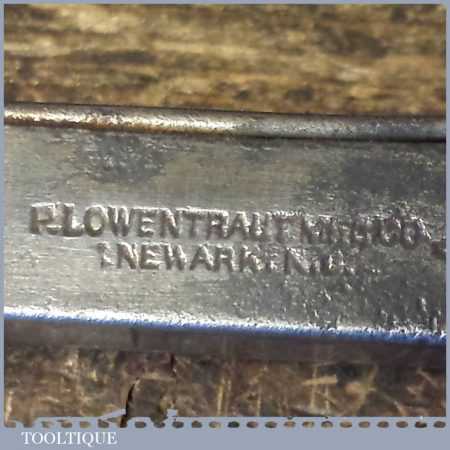 P. LOWENTRAUT MFG. CO.
NEWARK. N.J.
TOOLTIQUE